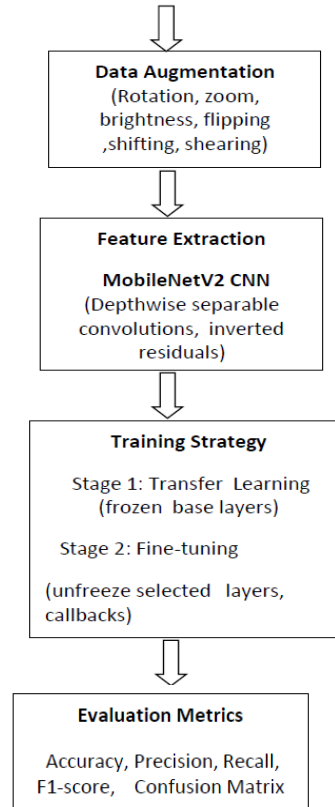 Data Augmentation
(Rotation, zoom,
brightness, flipping
,shifting, shearing)
Feature Extraction
MobileNetV2 CNN
(Depthwise separable
convolutions, inverted
residuals)
Training Strategy
Stage 1: Transfer Learning
(frozen base layers)
Stage 2: Fine-tuning
(unfreeze selected layers,
callbacks)
Evaluation Metrics
Accuracy, Precision, Recall,
F1-score, Confusion Matrix